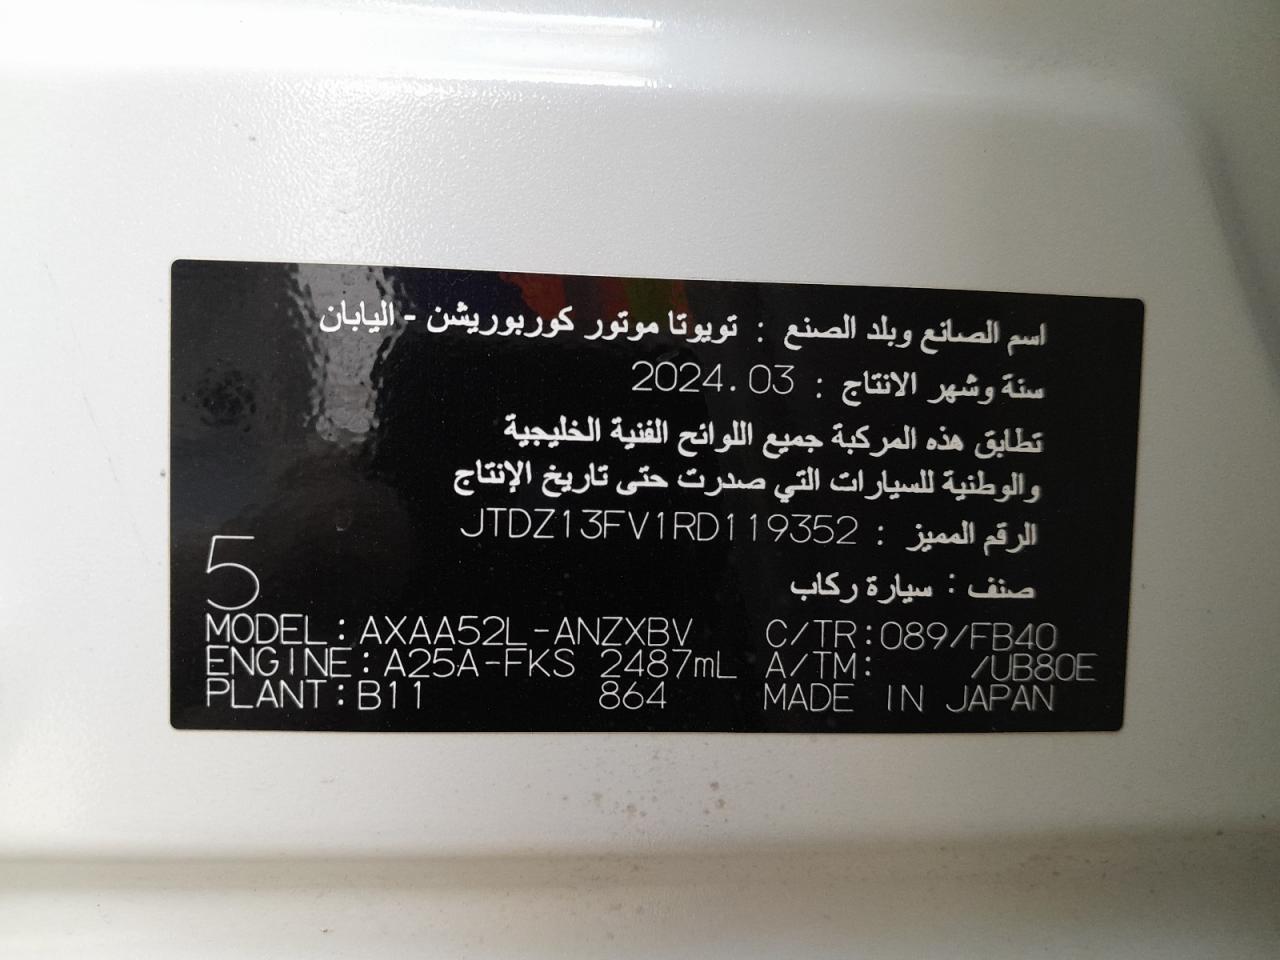 اسم الصانع وبلد الصنع : تويوتا موتور كوربوريشن - اليابان
سنة وشهر الانتاج : 2024.03
تطابق هذه المركبة جميع اللوائح الفنية الخليجية
والوطنية للسيارات التي صدرت حتى تاريخ الإنتاج
الرقم المميز : JTDZ13FV1RD119352
صنف : سيارة ركاب
5
MODEL: AXAA52L-ANZXBV C/TR:089/FB40
ENGINE: A25A-FKS 2487mL A/TM: /UB80E
PLANT: B11 864 MADE IN JAPAN